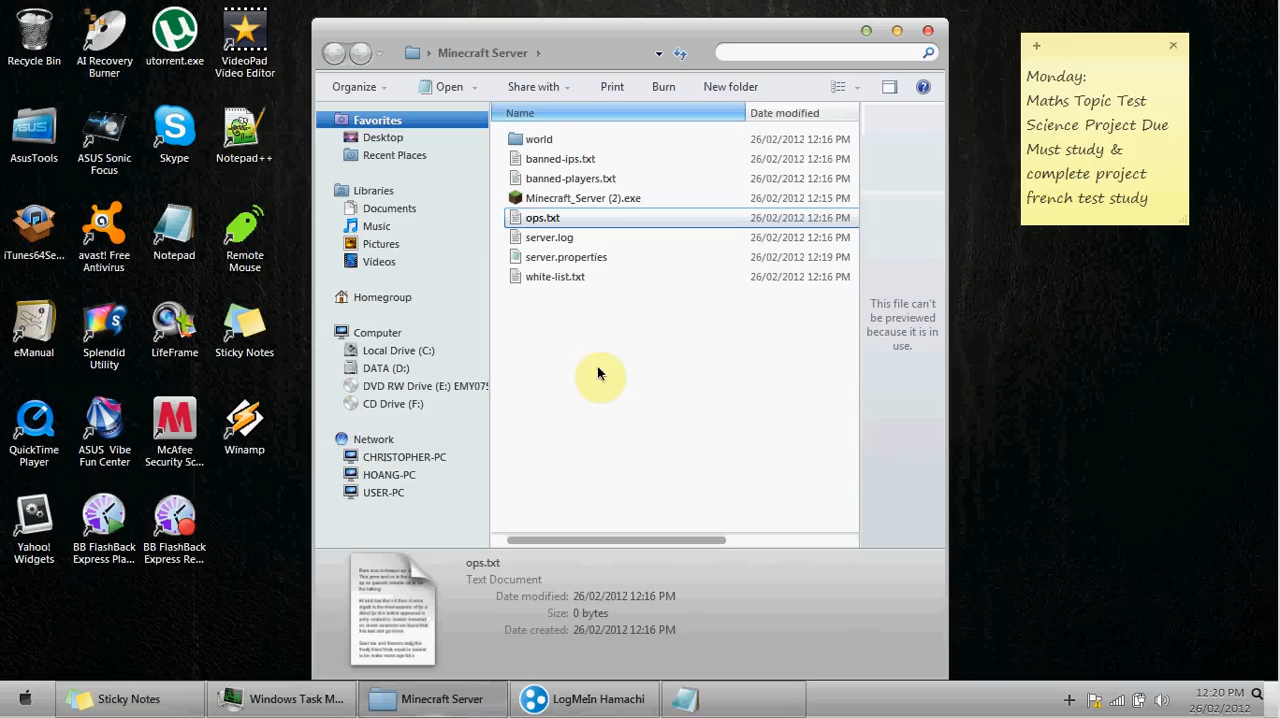 Recycle Bin
AI Recovery
Burner
utorrent.exe
VideoPad
Video Editor
AsusTools
ASUS Sonic
Focus
Skype
Notepad++
iTunes64Se...
avast! Free
Antivirus
Notepad
Remote
Mouse
eManual
Splendid
Utility
LifeFrame
Sticky Notes
QuickTime
Player
ASUS Vibe
Fun Center
McAfee
Security Sc...
Winamp
Yahoo!
Widgets
BB FlashBack
Express Pla...
BB FlashBack
Express Re...
Minecraft Server
Organize
Open
Share with
Print
Burn
New folder
Favorites
Desktop
Recent Places
Libraries
Documents
Music
Pictures
Videos
Homegroup
Computer
Local Drive (C:)
DATA (D:)
DVD RW Drive (E:) EMY075
CD Drive (F:)
Network
CHRISTOPHER-PC
HOANG-PC
USER-PC
Name Date modified
world 26/02/2012 12:16 PM
banned-ips.txt 26/02/2012 12:16 PM
banned-players.txt 26/02/2012 12:16 PM
Minecraft_Server (2).exe 26/02/2012 12:15 PM
ops.txt 26/02/2012 12:16 PM
server.log 26/02/2012 12:16 PM
server.properties 26/02/2012 12:19 PM
white-list.txt 26/02/2012 12:16 PM
This file can't
be previewed
because it is in
use.
ops.txt
Text Document
Date modified: 26/02/2012 12:16 PM
Size: 0 bytes
Date created: 26/02/2012 12:16 PM
Monday:
Maths Topic Test
Science Project Due
Must study &
complete project
french test study
Sticky Notes
Windows Task M...
Minecraft Server
LogMeIn Hamachi
12:20 PM
26/02/2012